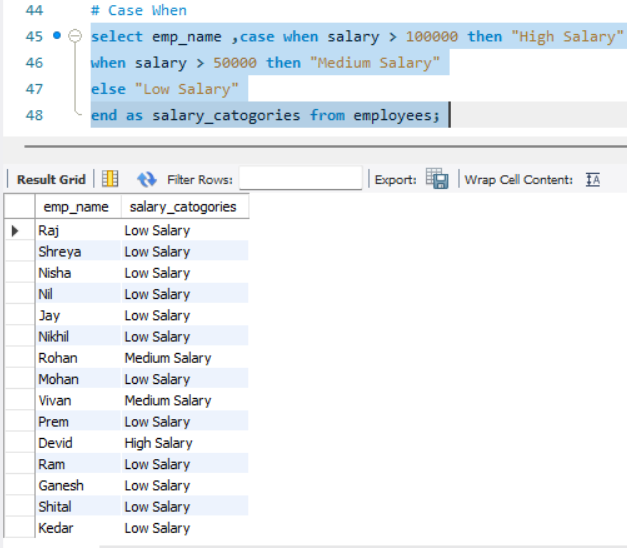 44 # Case When
45 select emp_name ,case when salary > 100000 then "High Salary"
46 when salary > 50000 then "Medium Salary"
47 else "Low Salary"
48 end as salary_catogories from employees;
Result Grid Filter Rows: Export: Wrap Cell Content:
emp_name salary_catogories
Raj Low Salary
Shreya Low Salary
Nisha Low Salary
Nil Low Salary
Jay Low Salary
Nikhil Low Salary
Rohan Medium Salary
Mohan Low Salary
Vivan Medium Salary
Prem Low Salary
Devid High Salary
Ram Low Salary
Ganesh Low Salary
Shital Low Salary
Kedar Low Salary